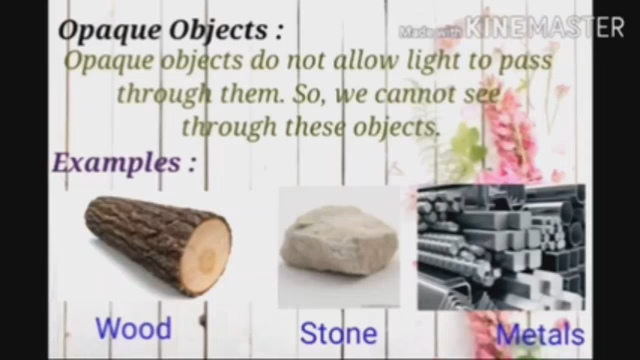 Opaque Objects :
Made with KINEMASTER
Opaque objects do not allow light to pass
through them. So, we cannot see
through these objects.
Examples :
Wood
Stone
Metals